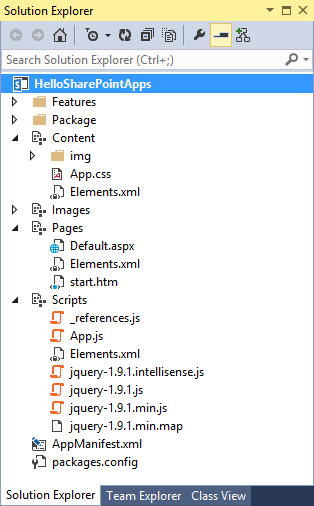 Solution Explorer
Search Solution Explorer (Ctrl+;)
HelloSharePointApps
Features
Package
Content
img
App.css
Elements.xml
Images
Pages
Default.aspx
Elements.xml
start.htm
Scripts
_references.js
App.js
Elements.xml
jquery-1.9.1.intellisense.js
jquery-1.9.1.js
jquery-1.9.1.min.js
jquery-1.9.1.min.map
AppManifest.xml
packages.config
Solution Explorer Team Explorer Class View